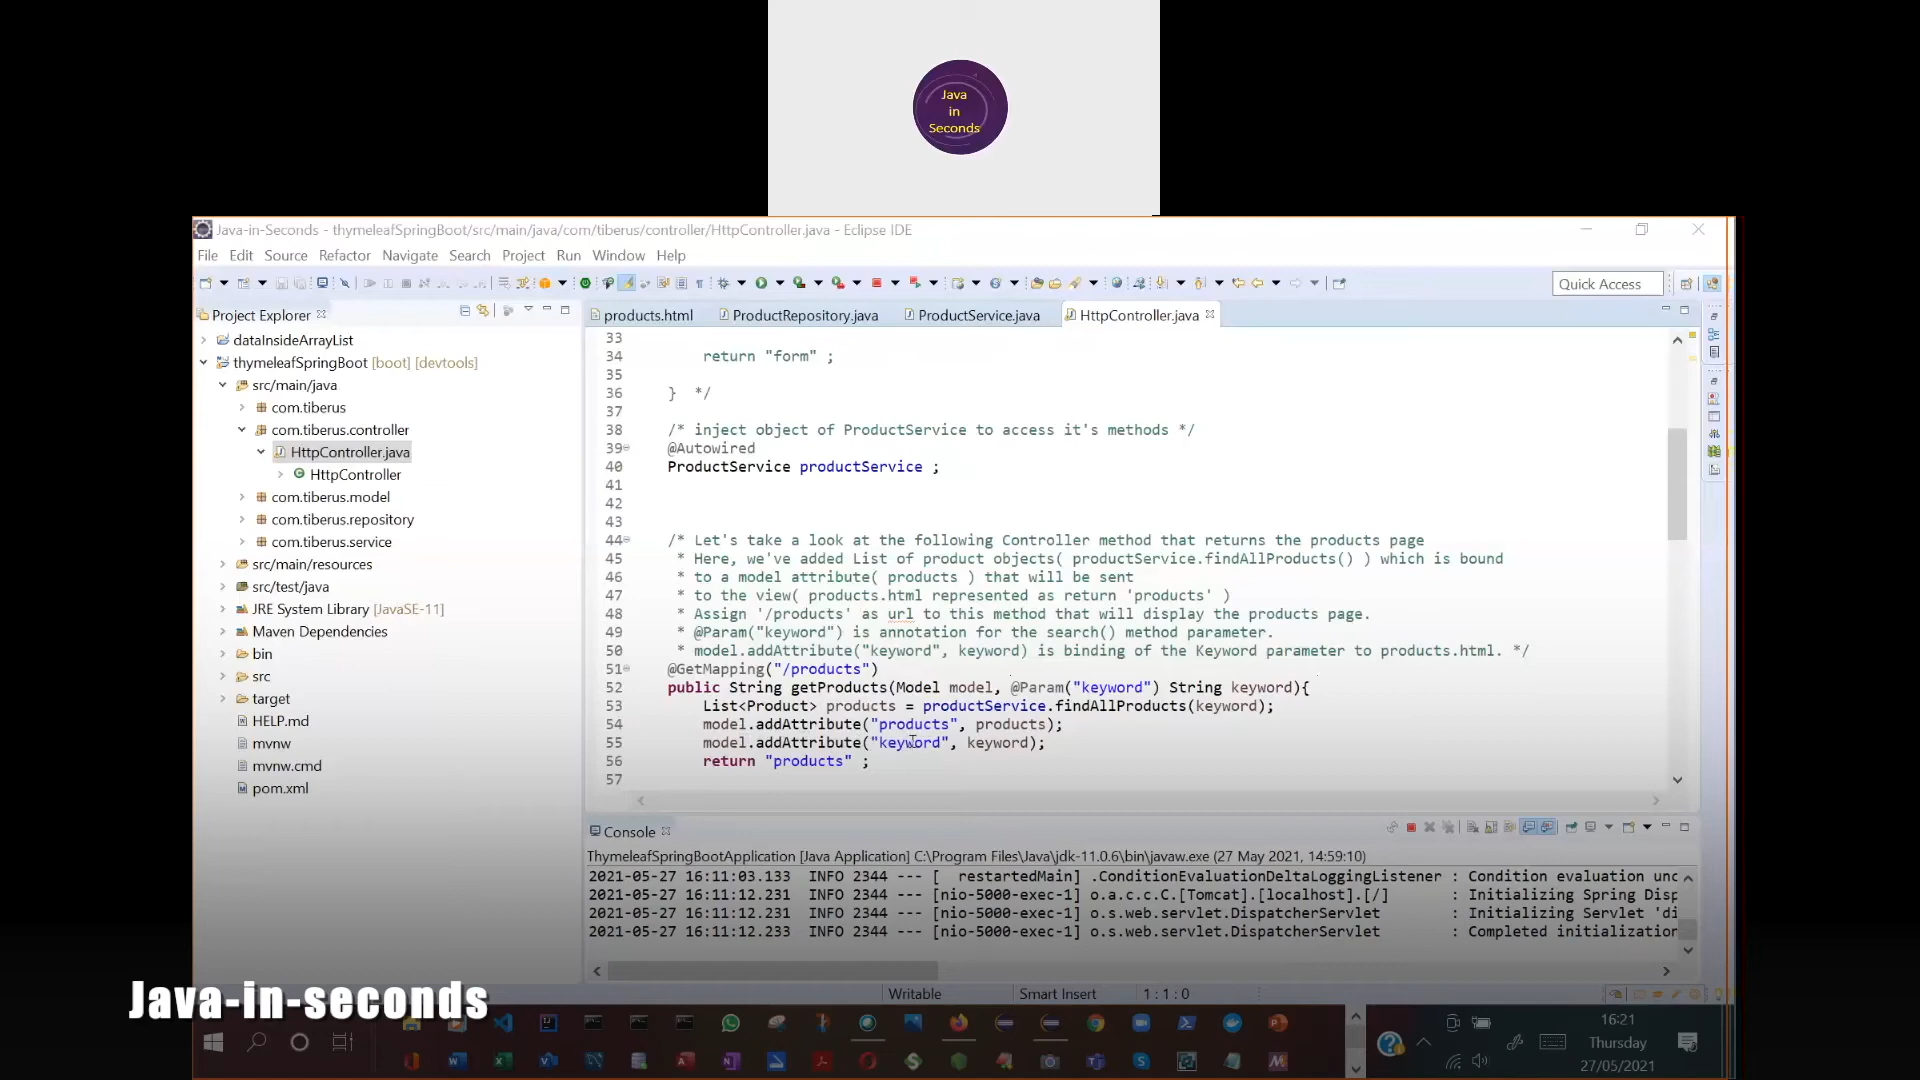 Java
in
Seconds
Java-in-Seconds - thymeleafSpringBoot/src/main/java/com/tiberus/controller/HttpController.java - Eclipse IDE
File Edit Source Refactor Navigate Search Project Run Window Help
Quick Access
Project Explorer
dataInsideArrayList
thymeleafSpringBoot [boot] [devtools]
src/main/java
com.tiberus
com.tiberus.controller
HttpController.java
HttpController
com.tiberus.model
com.tiberus.repository
com.tiberus.service
src/main/resources
src/test/java
JRE System Library [JavaSE-11]
Maven Dependencies
bin
src
target
HELP.md
mvnw
mvnw.cmd
pom.xml
products.html ProductRepository.java ProductService.java HttpController.java
33
34 return "form" ;
35
36 } */
37
38 /* inject object of ProductService to access it's methods */
39 @Autowired
40 ProductService productService ;
41
42
43
44 /* Let's take a look at the following Controller method that returns the products page
45 * Here, we've added List of product objects( productService.findAllProducts() ) which is bound
46 * to a model attribute( products ) that will be sent
47 * to the view( products.html represented as return 'products' )
48 * Assign '/products' as url to this method that will display the products page.
49 * @Param("keyword") is annotation for the search() method parameter.
50 * model.addAttribute("keyword", keyword) is binding of the Keyword parameter to products.html. */
51 @GetMapping("/products")
52 public String getProducts(Model model, @Param("keyword") String keyword){
53 List<Product> products = productService.findAllProducts(keyword);
54 model.addAttribute("products", products);
55 model.addAttribute("keyword", keyword);
56 return "products" ;
57
Console
ThymeleafSpringBootApplication [Java Application] C:\Program Files\Java\jdk-11.0.6\bin\javaw.exe (27 May 2021, 14:59:10)
2021-05-27 16:11:03.133 INFO 2344 --- [ restartedMain] .ConditionEvaluationDeltaLoggingListener : Condition evaluation unc
2021-05-27 16:11:12.231 INFO 2344 --- [nio-5000-exec-1] o.a.c.c.C.[Tomcat].[localhost].[/] : Initializing Spring Disp
2021-05-27 16:11:12.231 INFO 2344 --- [nio-5000-exec-1] o.s.web.servlet.DispatcherServlet : Initializing Servlet 'di
2021-05-27 16:11:12.233 INFO 2344 --- [nio-5000-exec-1] o.s.web.servlet.DispatcherServlet : Completed initialization
Writable Smart Insert 1 : 1 : 0
Java-in-seconds
16:21
Thursday
27/05/2021